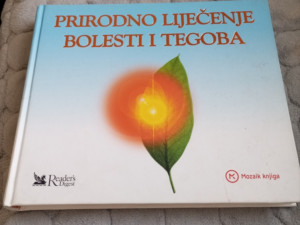 PRIRODNO LIJEČENJE
BOLESTI I TEGOBA
Reader's
Digest
Mozaik knjiga